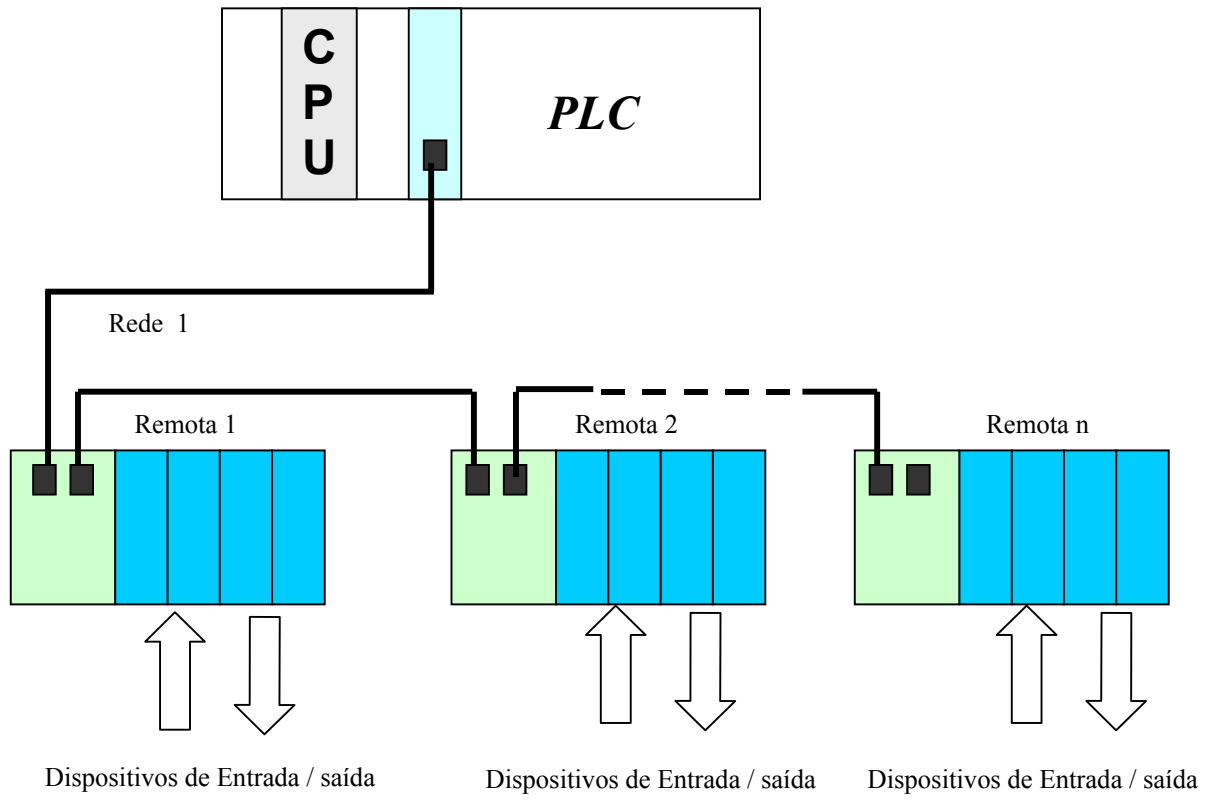 CPU
PLC
Rede 1
Remota 1
Remota 2
Remota n
Dispositivos de Entrada / saída
Dispositivos de Entrada / saída
Dispositivos de Entrada / saída